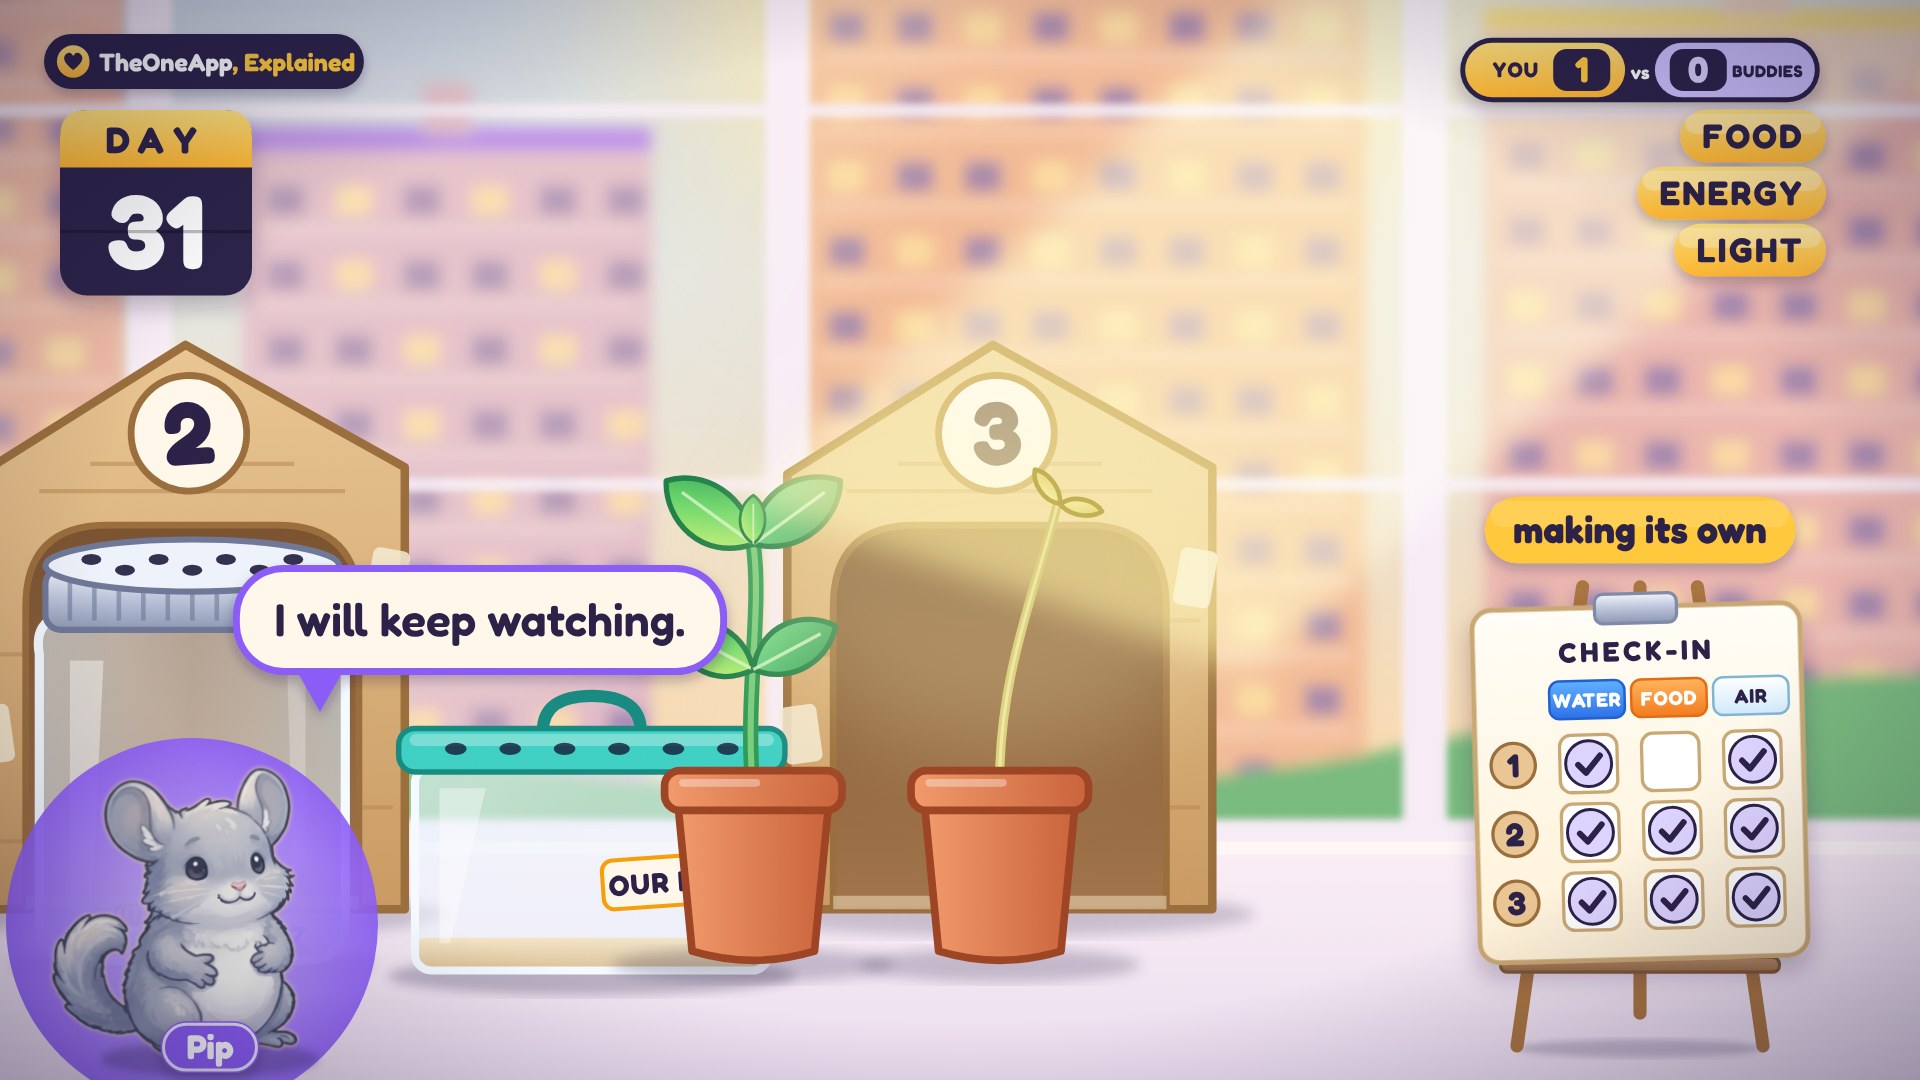 TheOneApp, Explained
DAY
31
YOU 1 vs 0 BUDDIES
FOOD
ENERGY
LIGHT
2
3
I will keep watching.
making its own
CHECK-IN
WATER FOOD AIR
1
2
3
OUR
Pip